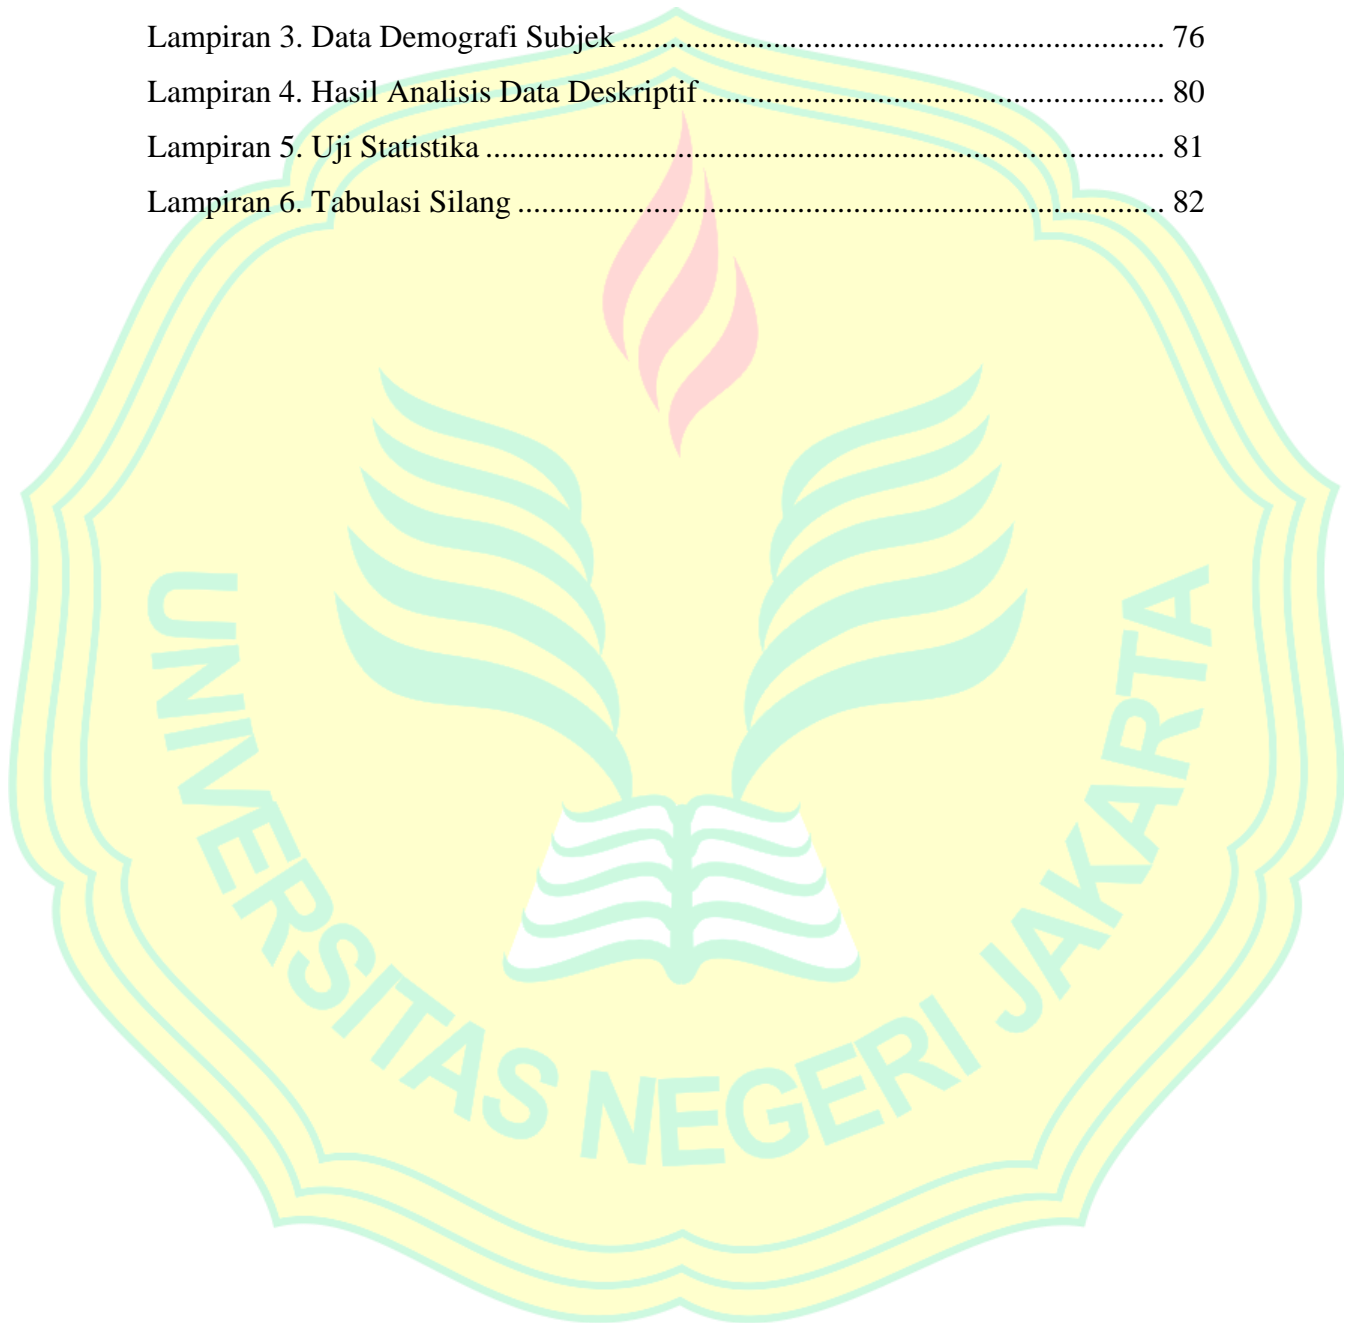 Lampiran 3. Data Demografi Subjek .................................................................... 76
Lampiran 4. Hasil Analisis Data Deskriptif .......................................................... 80
Lampiran 5. Uji Statistika ..................................................................................... 81
Lampiran 6. Tabulasi Silang ................................................................................. 82
UNIVERSITAS NEGERI JAKARTA